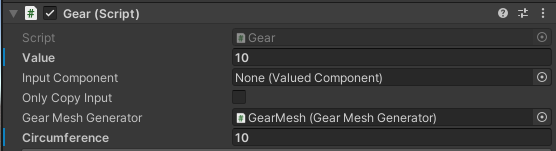 Gear (Script)
Script Gear
Value 10
Input Component None (Valued Component)
Only Copy Input
Gear Mesh Generator GearMesh (Gear Mesh Generator)
Circumference 10